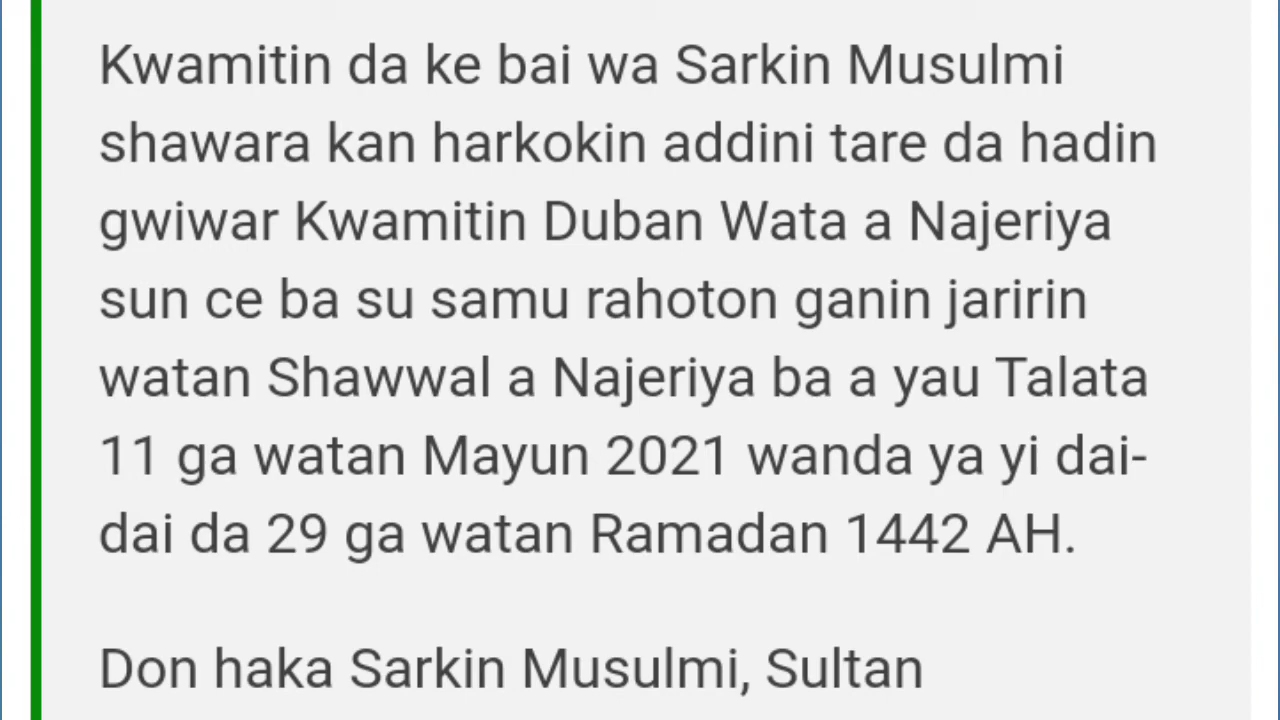 Kwamitin da ke bai wa Sarkin Musulmi
shawara kan harkokin addini tare da hadin
gwiwar Kwamitin Duban Wata a Najeriya
sun ce ba su samu rahoton ganin jaririn
watan Shawwal a Najeriya ba a yau Talata
11 ga watan Mayun 2021 wanda ya yi dai-
dai da 29 ga watan Ramadan 1442 AH.
Don haka Sarkin Musulmi, Sultan